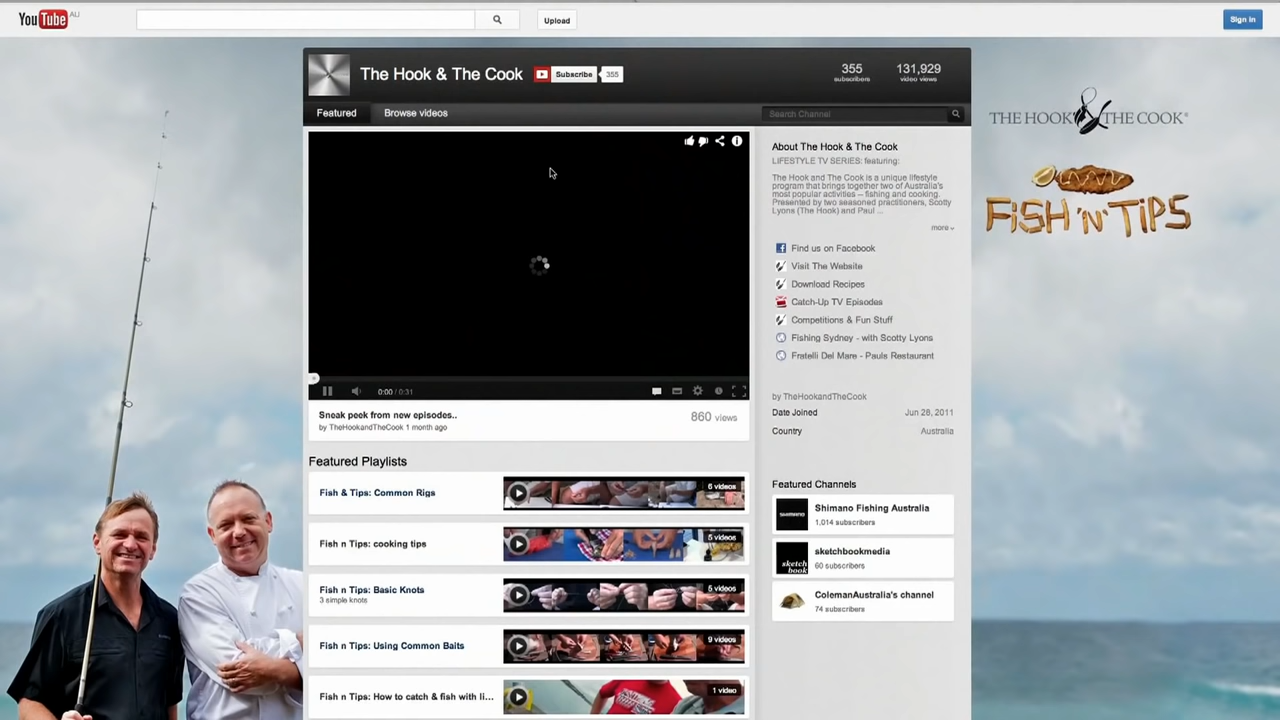 YouTube AU
Upload
Sign In
The Hook & The Cook
Subscribe
355
355
subscribers
131,929
video views
Featured
Browse videos
Search Channel
0:00 / 0:31
Sneak peek from new episodes..
by TheHookandTheCook 1 month ago
860 views
Featured Playlists
Fish & Tips: Common Rigs
6 videos
Fish n Tips: cooking tips
5 videos
Fish n Tips: Basic Knots
3 simple knots
5 videos
Fish n Tips: Using Common Baits
9 videos
Fish n Tips: How to catch & fish with li...
1 video
About The Hook & The Cook
LIFESTYLE TV SERIES: featuring:
The Hook and The Cook is a unique lifestyle
program that brings together two of Australia's
most popular activities – fishing and cooking.
Presented by two seasoned practitioners, Scotty
Lyons (The Hook) and Paul ...
more
Find us on Facebook
Visit The Website
Download Recipes
Catch-Up TV Episodes
Competitions & Fun Stuff
Fishing Sydney - with Scotty Lyons
Fratelli Del Mare - Pauls Restaurant
by TheHookandTheCook
Date Joined
Jun 28, 2011
Country
Australia
Featured Channels
SHIMANO
Shimano Fishing Australia
1,014 subscribers
sketch book
sketchbookmedia
60 subscribers
ColemanAustralia's channel
74 subscribers
THE HOOK & THE COOK
FISH 'N' TIPS